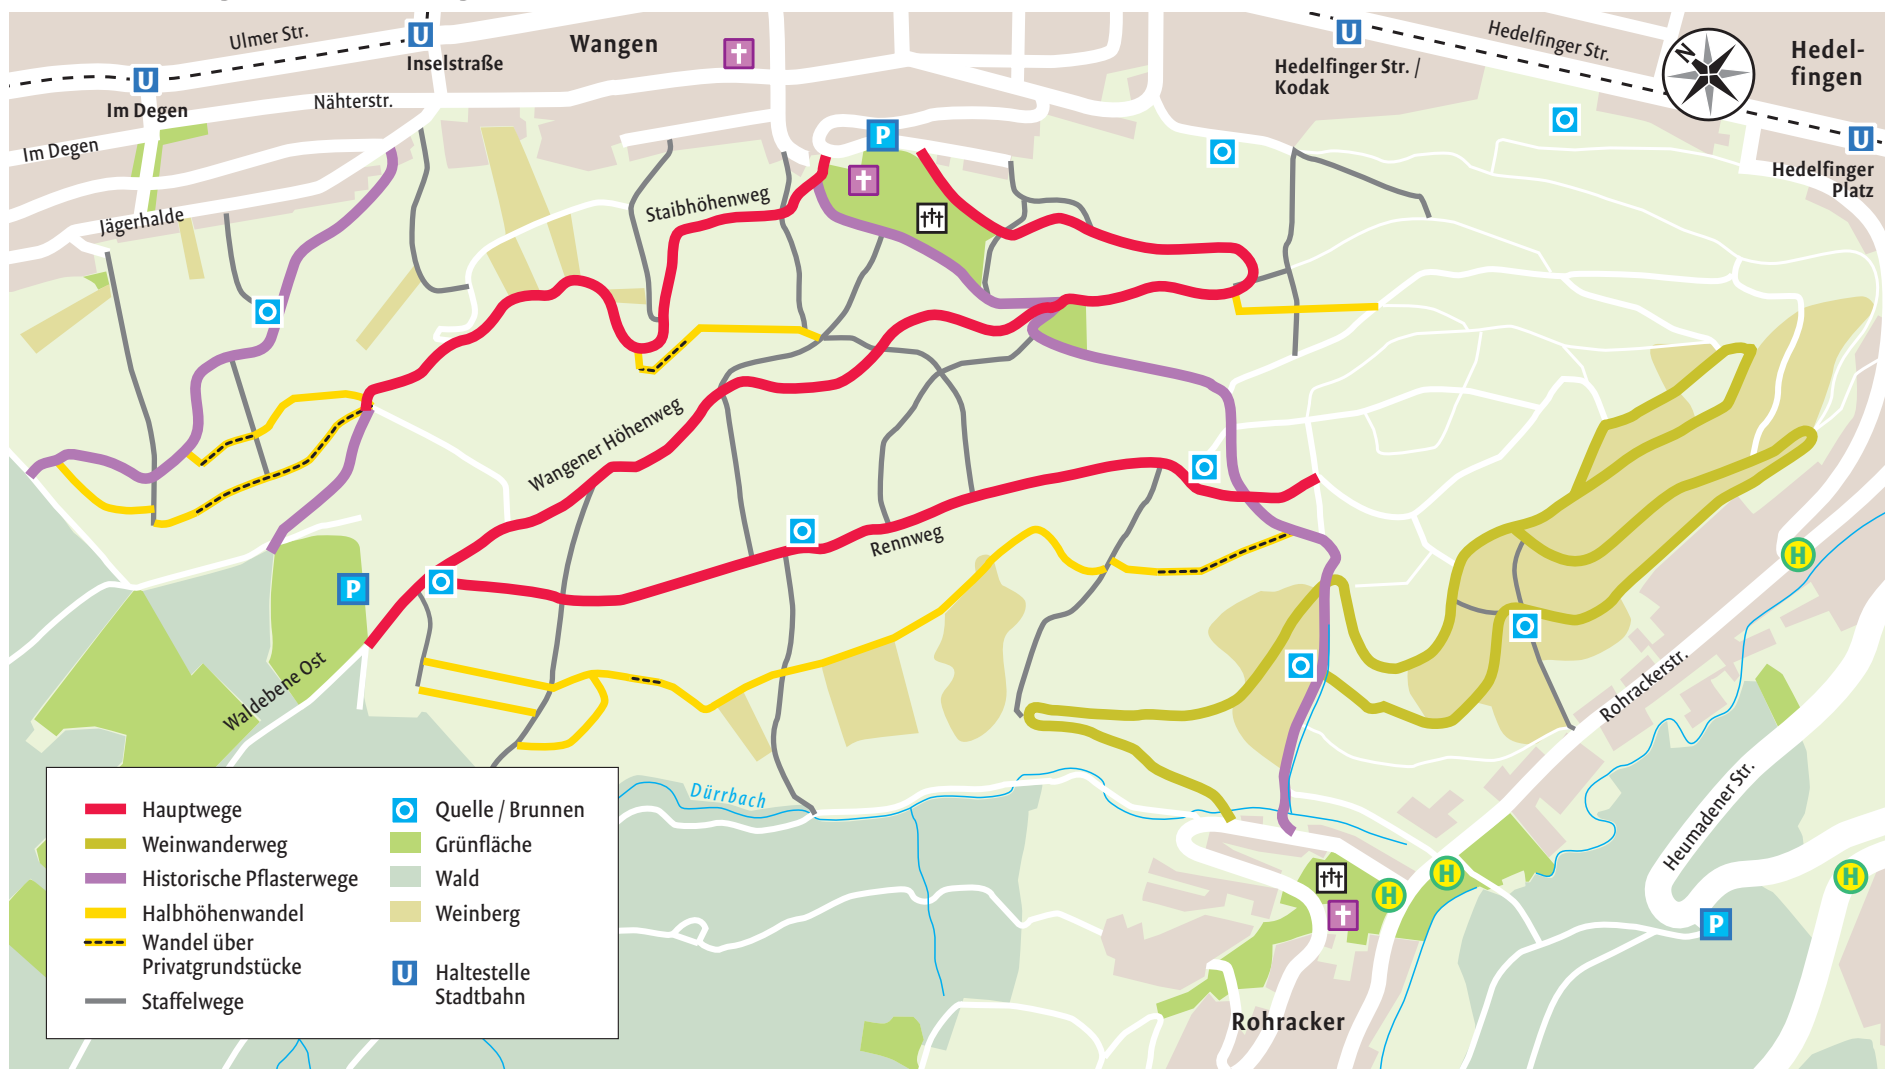 Ulmer Str.
U
Inselstraße
Wangen
U
Hedelfinger Str. /
Kodak
Hedelfinger Str.
N
Hedel-
fingen
U
Im Degen
Nähterstr.
Im Degen
P
U
Hedelfinger
Platz
Jägerhalde
Staibhöhenweg
Wangener Höhenweg
Rennweg
H
P
Waldebene Ost
Rohrackerstr.
Dürrbach
Heumadener Str.
Hauptwege
Weinwanderweg
Historische Pflasterwege
Halbhöhenwandel
Wandel über
Privatgrundstücke
Staffelwege
Quelle / Brunnen
Grünfläche
Wald
Weinberg
U
Haltestelle
Stadtbahn
H
H
H
P
Rohracker